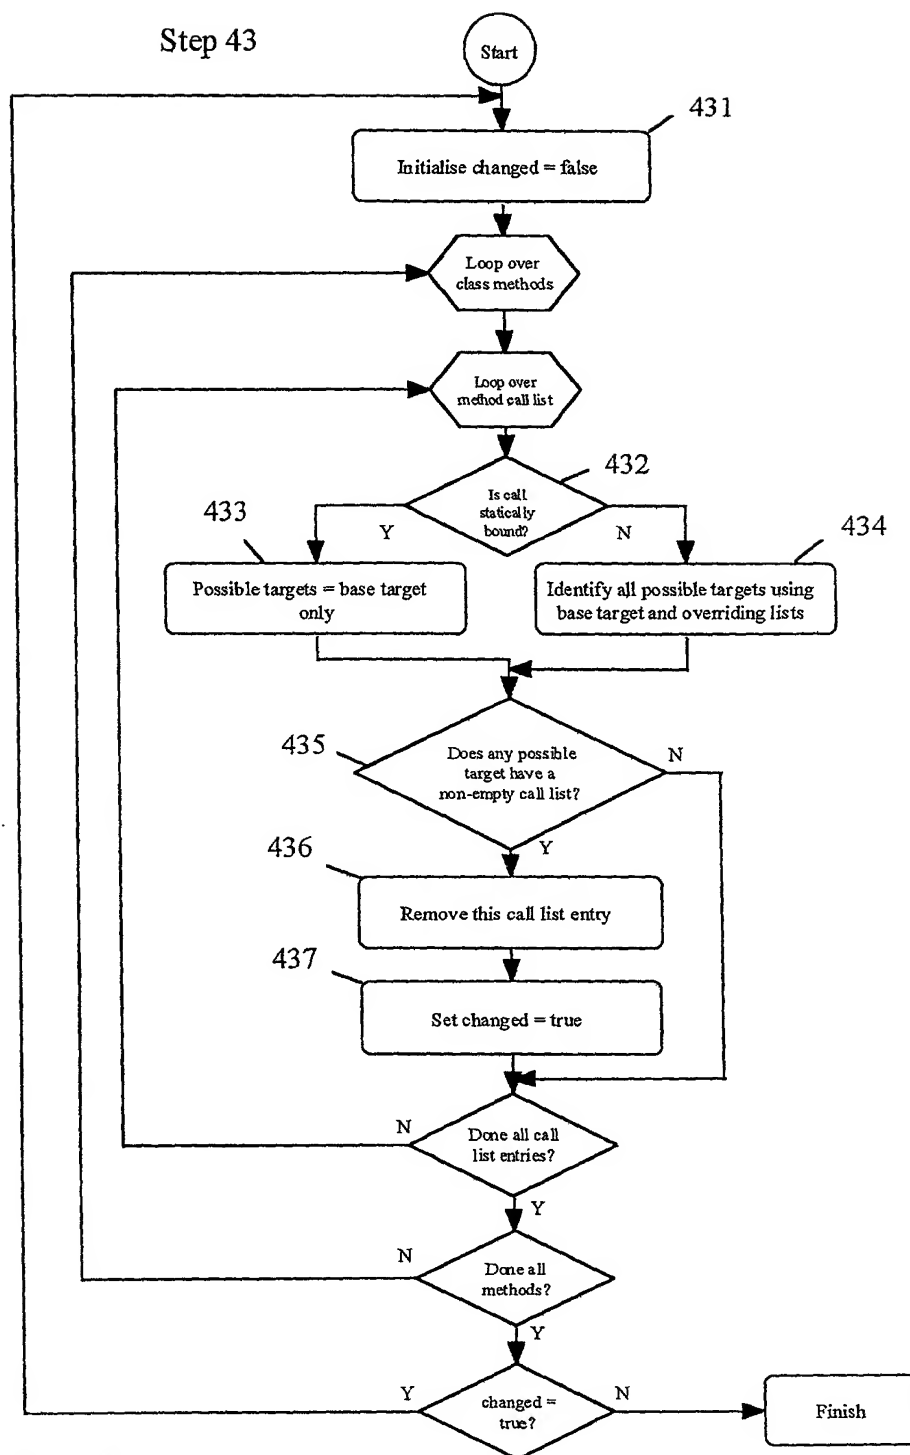 Step 43
Start
431
Initialise changed = false
Loop over
class methods
Loop over
method call list
432
Is call
statically
bound?
433
Y
N
434
Possible targets = base target
only
Identify all possible targets using
base target and overriding lists
435
Does any possible
target have a
non-empty call list?
N
Y
436
Remove this call list entry
437
Set changed = true
N
Done all call
list entries?
Y
N
Done all
methods?
Y
Y
changed =
true?
N
Finish